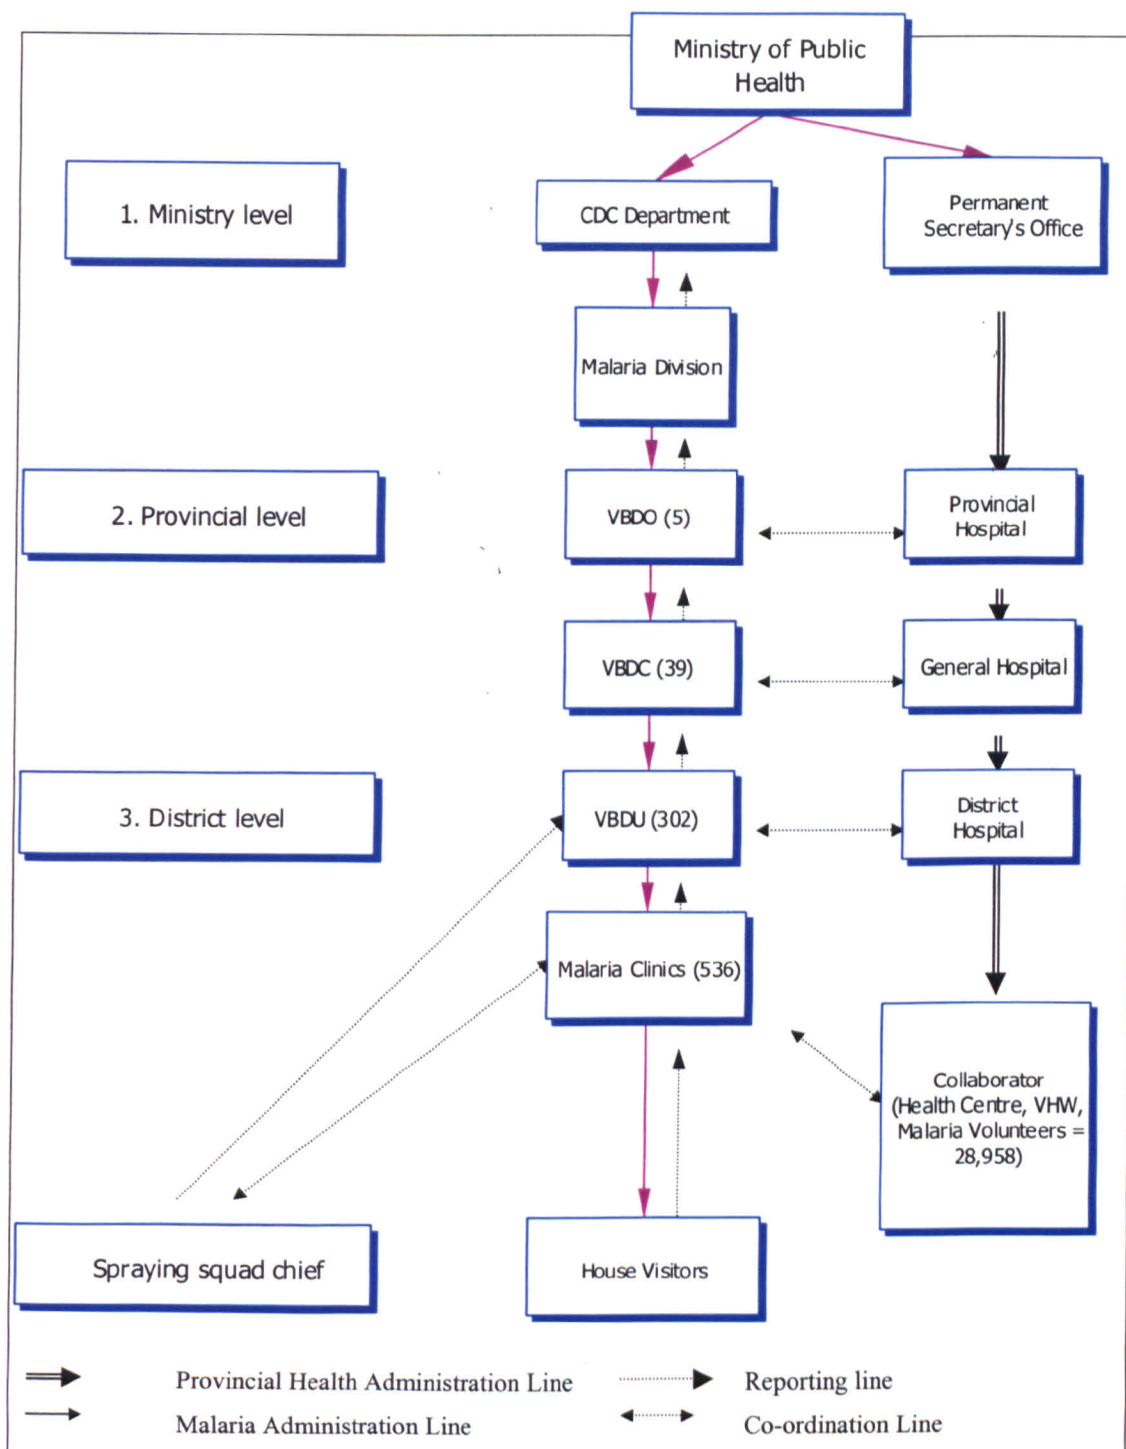 Ministry of Public
Health
1. Ministry level
CDC Department
Permanent
Secretary's Office
Malaria Division
2. Provincial level
VBDO (5)
Provincial
Hospital
VBDC (39)
General Hospital
3. District level
VBDU (302)
District
Hospital
Malaria Clinics (536)
Collaborator
(Health Centre, VHW,
Malaria Volunteers =
28,958)
Spraying squad chief
House Visitors
Provincial Health Administration Line
Reporting line
Malaria Administration Line
Co-ordination Line